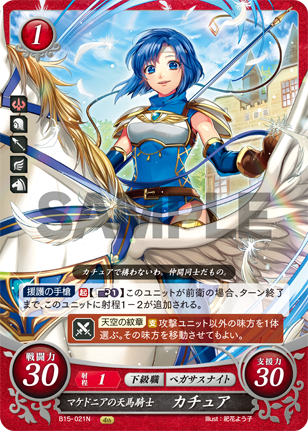 1
SAMPLE
カチュアで構わないわ。仲間同士だもの。
援護の手槍 起 【□1】このユニットが前衛の場合、ターン終了まで、このユニットに射程1－2が追加される。
天空の紋章 支 攻撃ユニット以外の味方を1体選ぶ。その味方を移動させてもよい。
戦闘力
30
射程 1
下級職
ペガサスナイト
支援力
30
マケドニアの天馬騎士 カチュア
B15-021N
Illust：紀花よう子